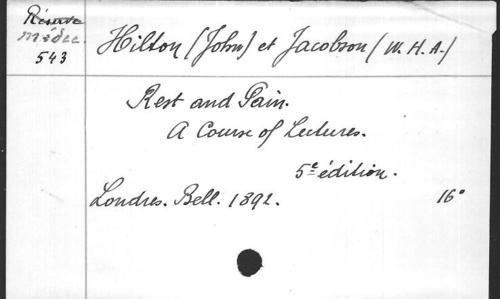 Réserve
médec.
543
Hilton (John) et Jacobson (W. H. A.)
Rest and Pain.
A Course of Lectures.
5e édition.
Londres. Bell. 1892. 16°